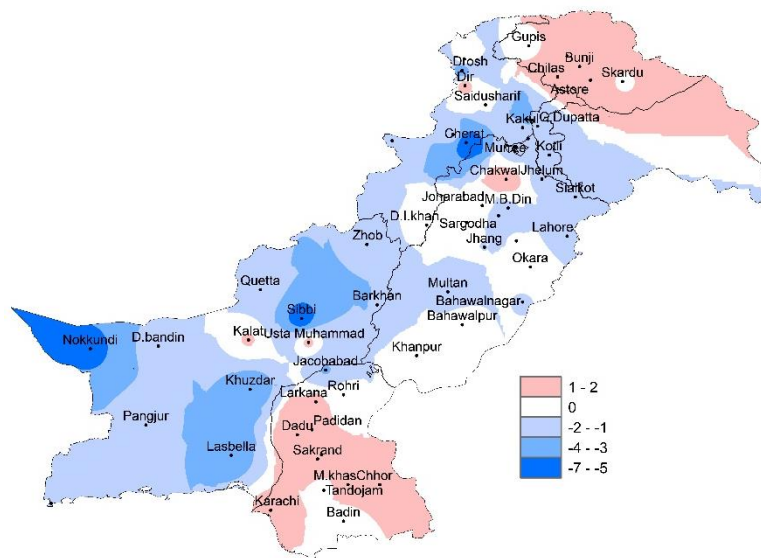 Gupis
Drosh
Bunji
Chilas
Dir
Skardu
Astore
Saidusharif
Dupatta
Cherat
Murree
Kotli
Chakwal
Jhelum
Joharabad
M.B.Din
Sialkot
D.I.khan
Sargodha
Lahore
Zhob
Jhang
Okara
Quetta
Multan
Barkhan
Bahawalnagar
Sibbi
Bahawalpur
Nokkundi
D.bandin
Kalat
Usta Muhammad
Khanpur
Jacobabad
Khuzdar
Rohri
Larkana
Pangjur
Padidan
Dadu
Lasbella
Sakrand
M.khas
Chhor
Tandojam
Karachi
Badin
1 - 2
0
-2 - -1
-4 - -3
-7 - -5